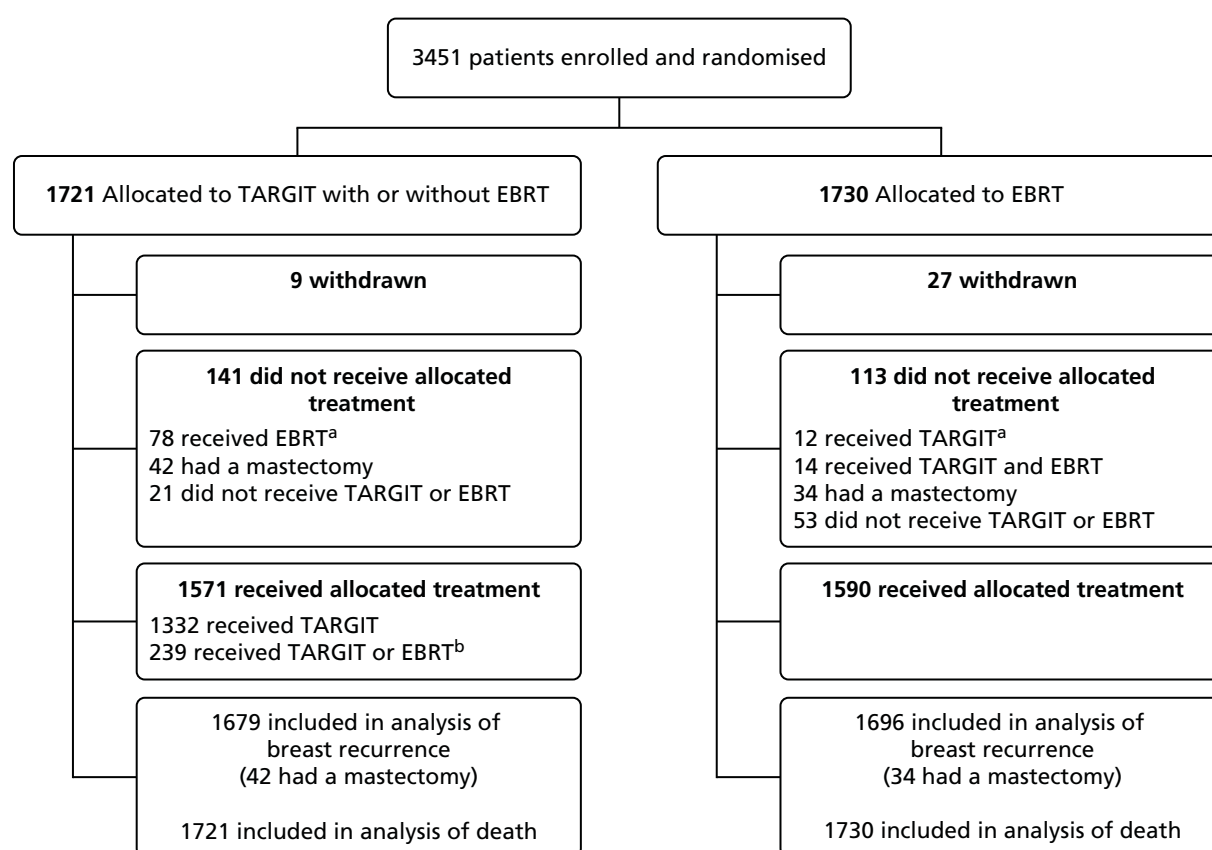 3451 patients enrolled and randomised
1721 Allocated to TARGIT with or without EBRT
9 withdrawn
141 did not receive allocated
treatment
78 received EBRTa
42 had a mastectomy
21 did not receive TARGIT or EBRT
1571 received allocated treatment
1332 received TARGIT
239 received TARGIT or EBRTb
1679 included in analysis of
breast recurrence
(42 had a mastectomy)
1721 included in analysis of death
1730 Allocated to EBRT
27 withdrawn
113 did not receive allocated
treatment
12 received TARGITa
14 received TARGIT and EBRT
34 had a mastectomy
53 did not receive TARGIT or EBRT
1590 received allocated treatment
1696 included in analysis of
breast recurrence
(34 had a mastectomy)
1730 included in analysis of death